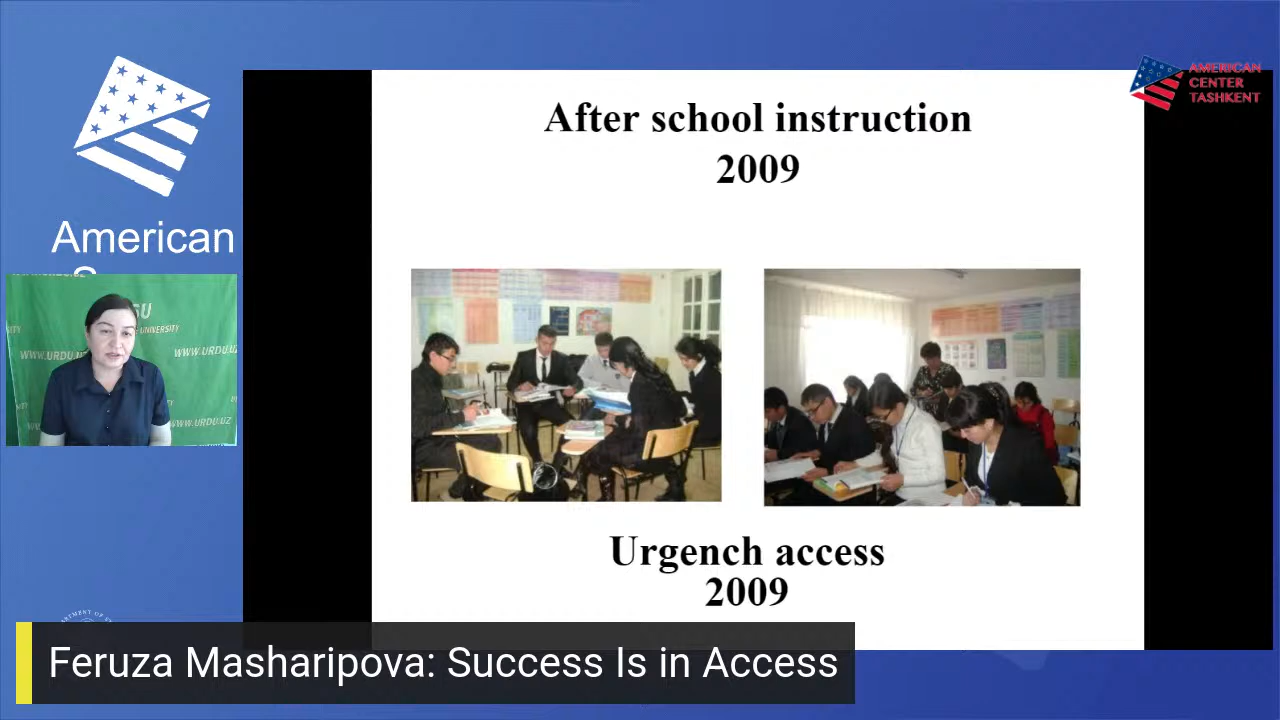 AMERICAN
CENTER
TASHKENT
After school instruction
2009
American
UNIVERSITY
WWW.URDU.UZ
WWW.URDU.UZ
Urgench access
2009
Feruza Masharipova: Success Is in Access